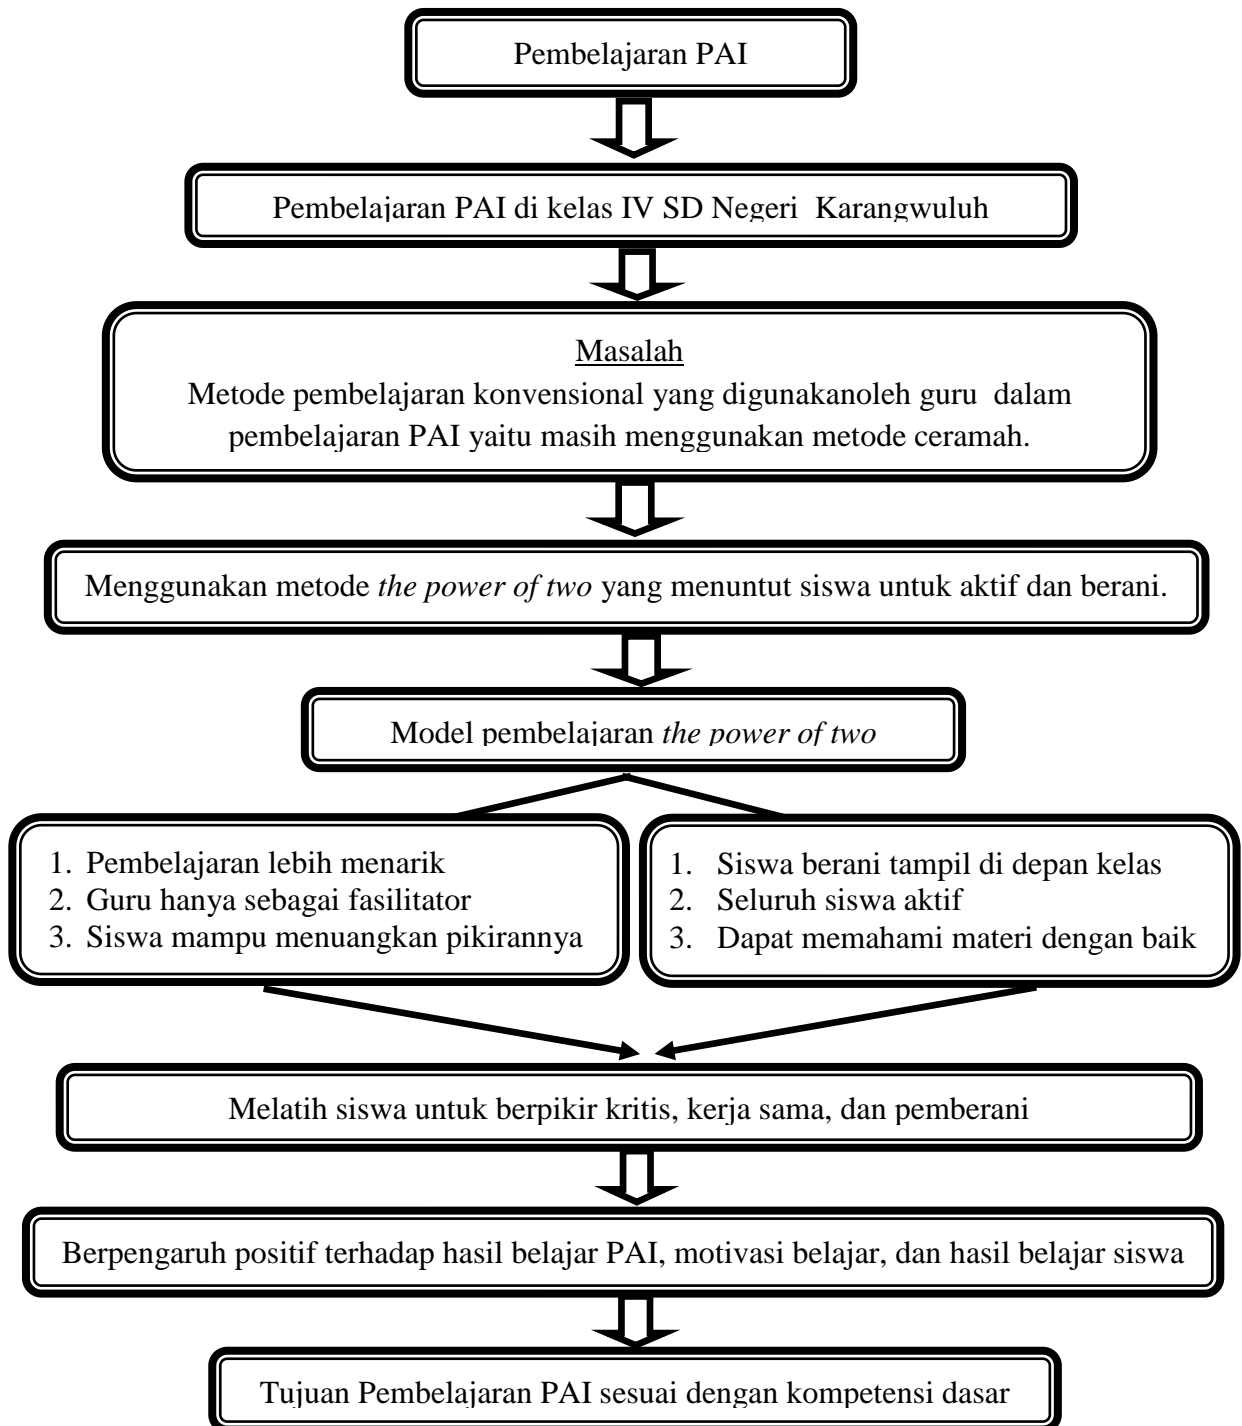 Pembelajaran PAI
Pembelajaran PAI di kelas IV SD Negeri  Karangwuluh
Masalah
Metode pembelajaran konvensional yang digunakanoleh guru  dalam
pembelajaran PAI yaitu masih menggunakan metode ceramah.
Menggunakan metode the power of two yang menuntut siswa untuk aktif dan berani.
Model pembelajaran the power of two
1. Pembelajaran lebih menarik
2. Guru hanya sebagai fasilitator
3. Siswa mampu menuangkan pikirannya
1. Siswa berani tampil di depan kelas
2. Seluruh siswa aktif
3. Dapat memahami materi dengan baik
Melatih siswa untuk berpikir kritis, kerja sama, dan pemberani
Berpengaruh positif terhadap hasil belajar PAI, motivasi belajar, dan hasil belajar siswa
Tujuan Pembelajaran PAI sesuai dengan kompetensi dasar